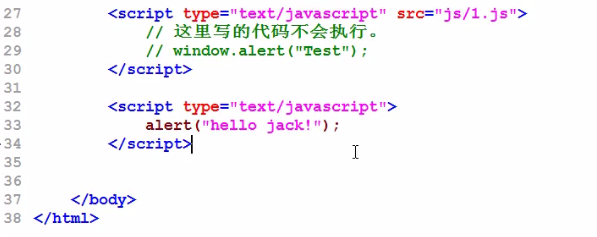 27 <script type="text/javascript" src="js/1.js">
28 // 这里写的代码不会执行。
29 // window.alert("Test");
30 </script>
31
32 <script type="text/javascript">
33 alert("hello jack!");
34 </script>
35
36
37 </body>
38 </html>